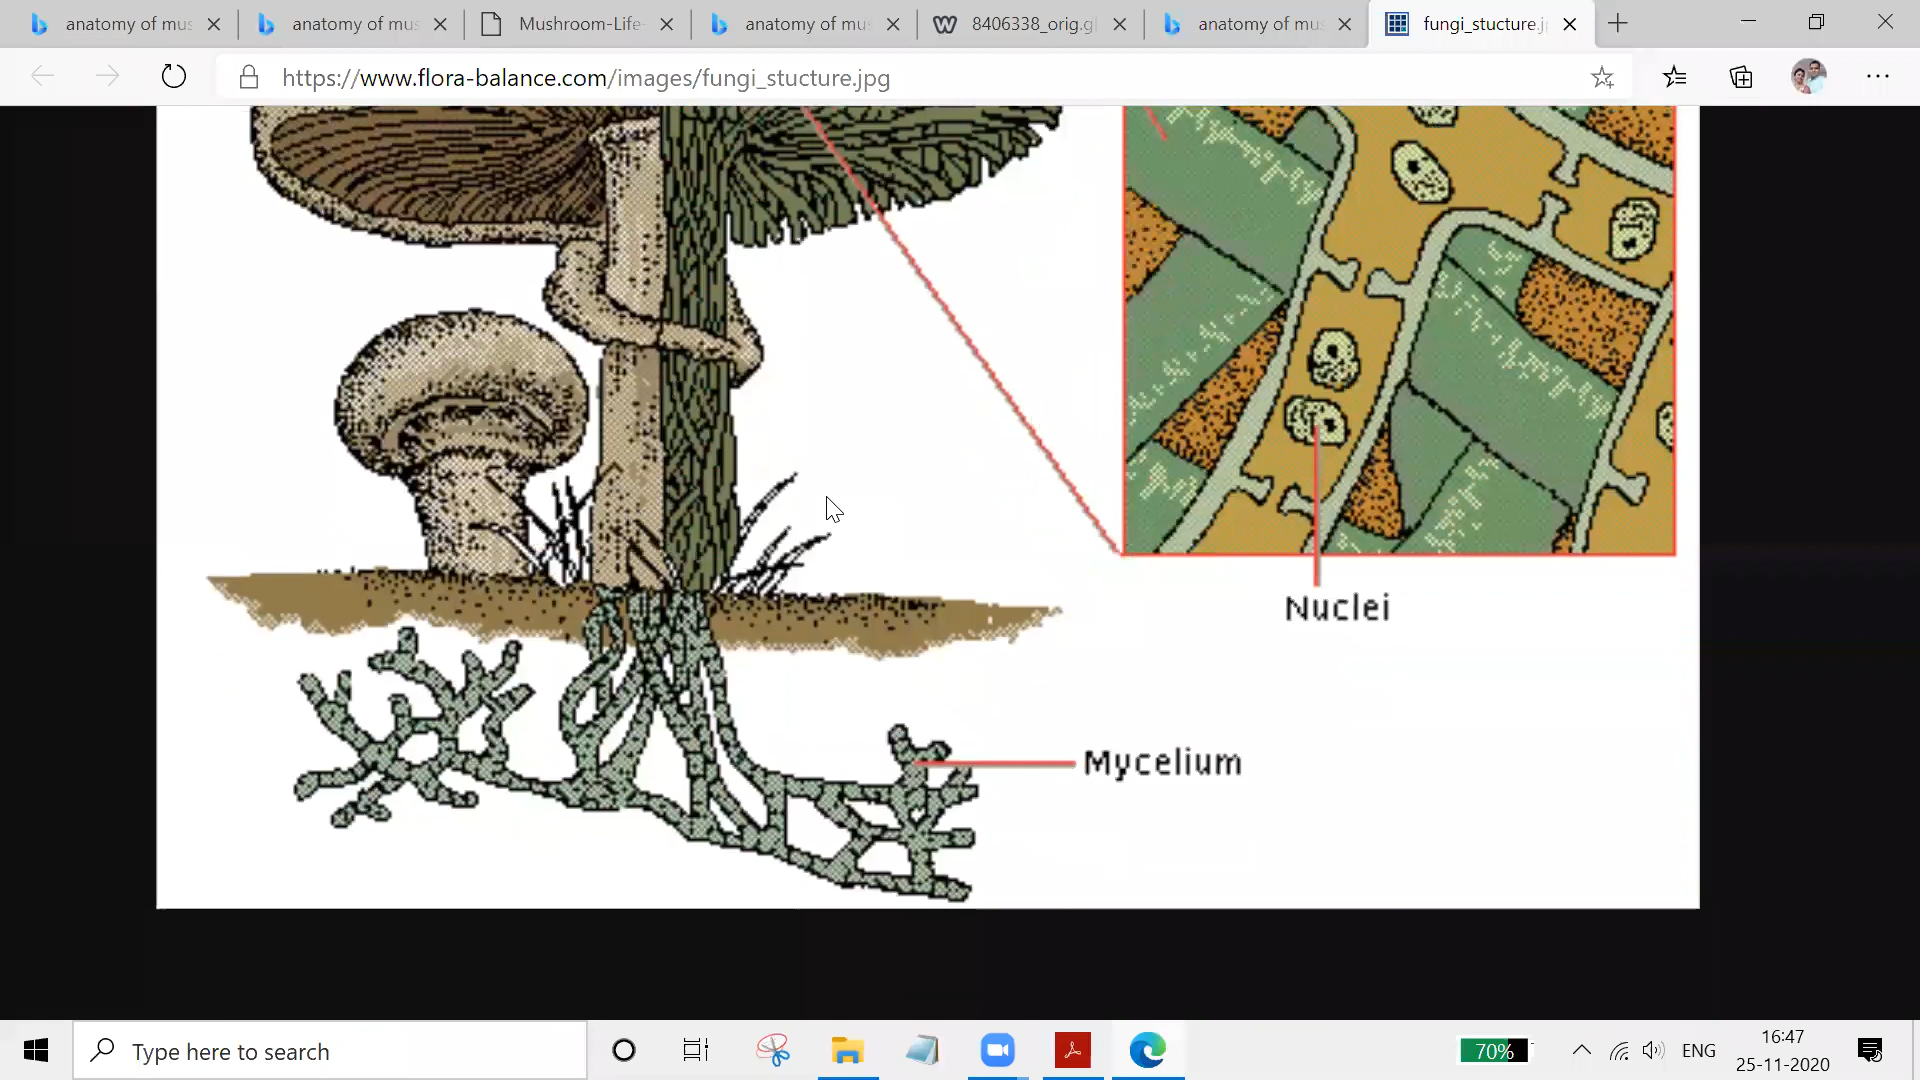 anatomy of mus
anatomy of mus
Mushroom-Life-
anatomy of mus
8406338_orig.gi
anatomy of mus
fungi_stucture.j
https://www.flora-balance.com/images/fungi_stucture.jpg
Nuclei
Mycelium
Type here to search
70%
ENG
16:47
25-11-2020